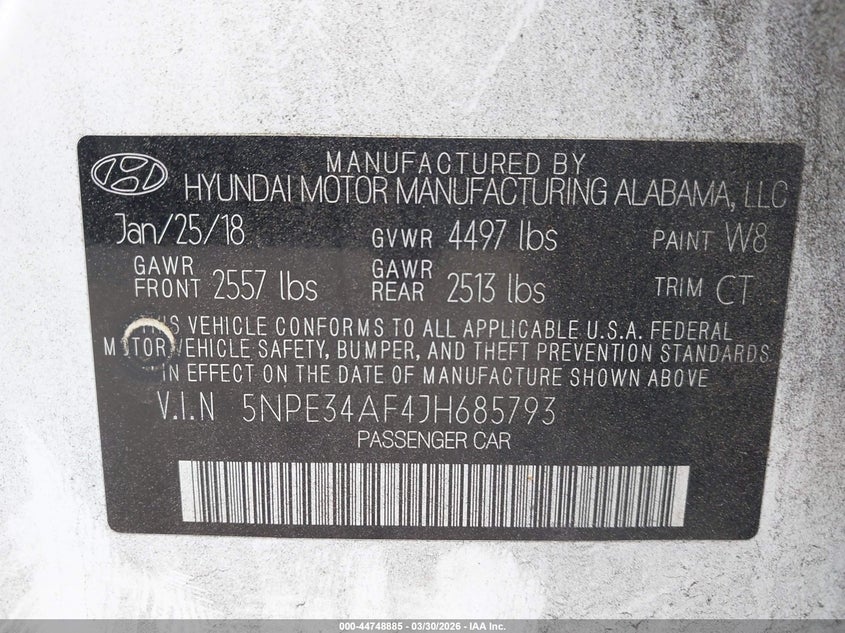 MANUFACTURED BY
HYUNDAI MOTOR MANUFACTURING ALABAMA, LLC
Jan/25/18 GVWR 4497 lbs PAINT W8
GAWR FRONT 2557 lbs GAWR REAR 2513 lbs TRIM CT
THIS VEHICLE CONFORMS TO ALL APPLICABLE U.S.A. FEDERAL
MOTOR VEHICLE SAFETY, BUMPER, AND THEFT PREVENTION STANDARDS
IN EFFECT ON THE DATE OF MANUFACTURE SHOWN ABOVE
V.I.N 5NPE34AF4JH685793
PASSENGER CAR
000-44748885 - 03/30/2026 - IAA Inc.